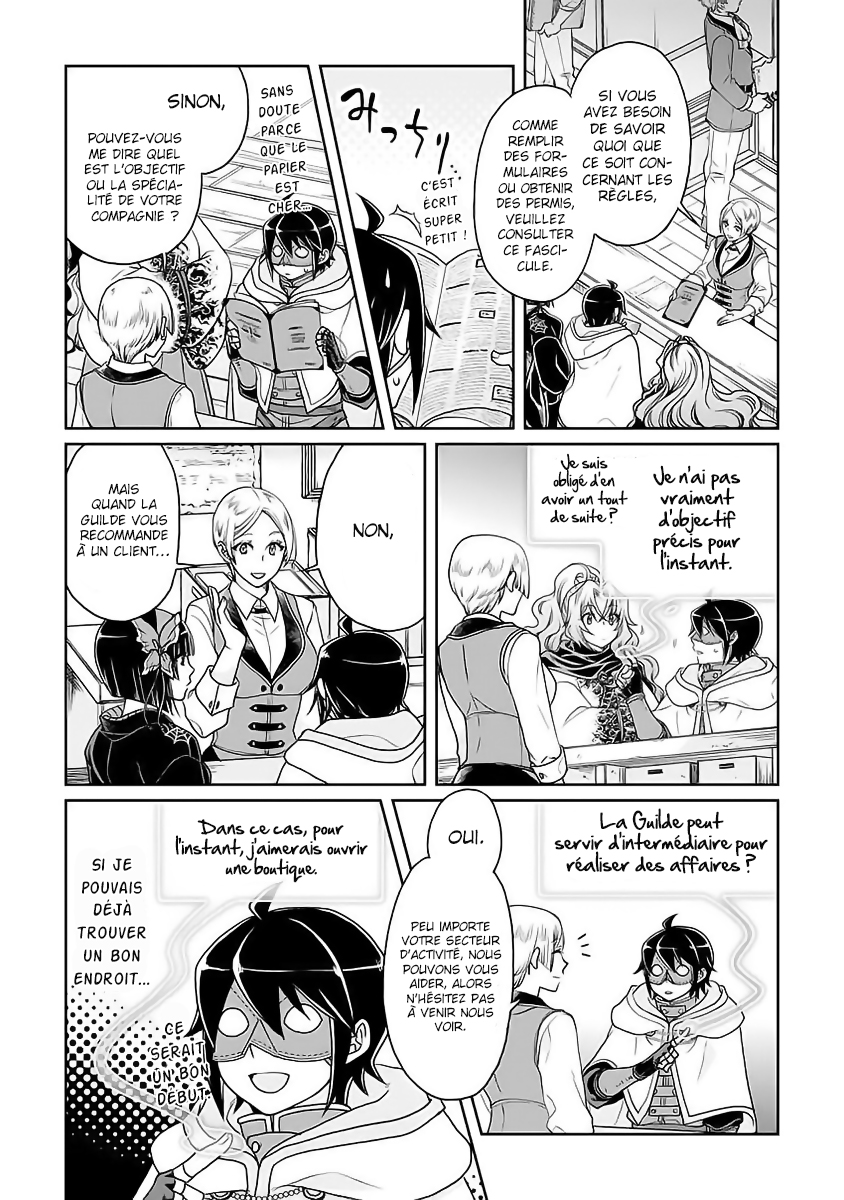 SI VOUS
AVEZ BESOIN
DE SAVOIR
QUOI QUE
CE SOIT CON-
CERNANT LES
RÈGLES,
COMME
REMPLIR
DES FOR-
MULAIRES
OU OBTENIR
DES PERMIS,
VEUILLEZ
CONSULTER
CE FASCI-
CULE.
みっちり
C'EST
ÉCRIT
SUPER
PETIT !
SANS
DOUTE
PARCE
QUE LE
PAPIER
EST
CHER...
SINON,
POUVEZ-VOUS
ME DIRE QUEL
EST L'OBJECTIF
OU LA SPÉCIA-
LITÉ DE VOTRE
COMPAGNIE ?
Je n'ai pas
vraiment
d'objectif
précis pour
l'instant.
Je suis
obligé d'en
avoir un tout
de suite ?
NON,
MAIS
QUAND LA
GUILDE VOUS
RECOMMANDE
À UN CLIENT...
La Guilde peut
servir d'intermédiaire pour
réaliser des affaires ?
OUI.
PEU IMPORTE
VOTRE SECTEUR
D'ACTIVITÉ, NOUS
POUVONS VOUS
AIDER, ALORS
N'HÉSITEZ PAS
À VENIR NOUS
VOIR.
Dans ce cas, pour
l'instant, j'aimerais ouvrir
une boutique.
SI JE
POUVAIS
DÉJÀ
TROUVER
UN BON
ENDROIT...
CE
SERAIT
UN BON
DÉBUT